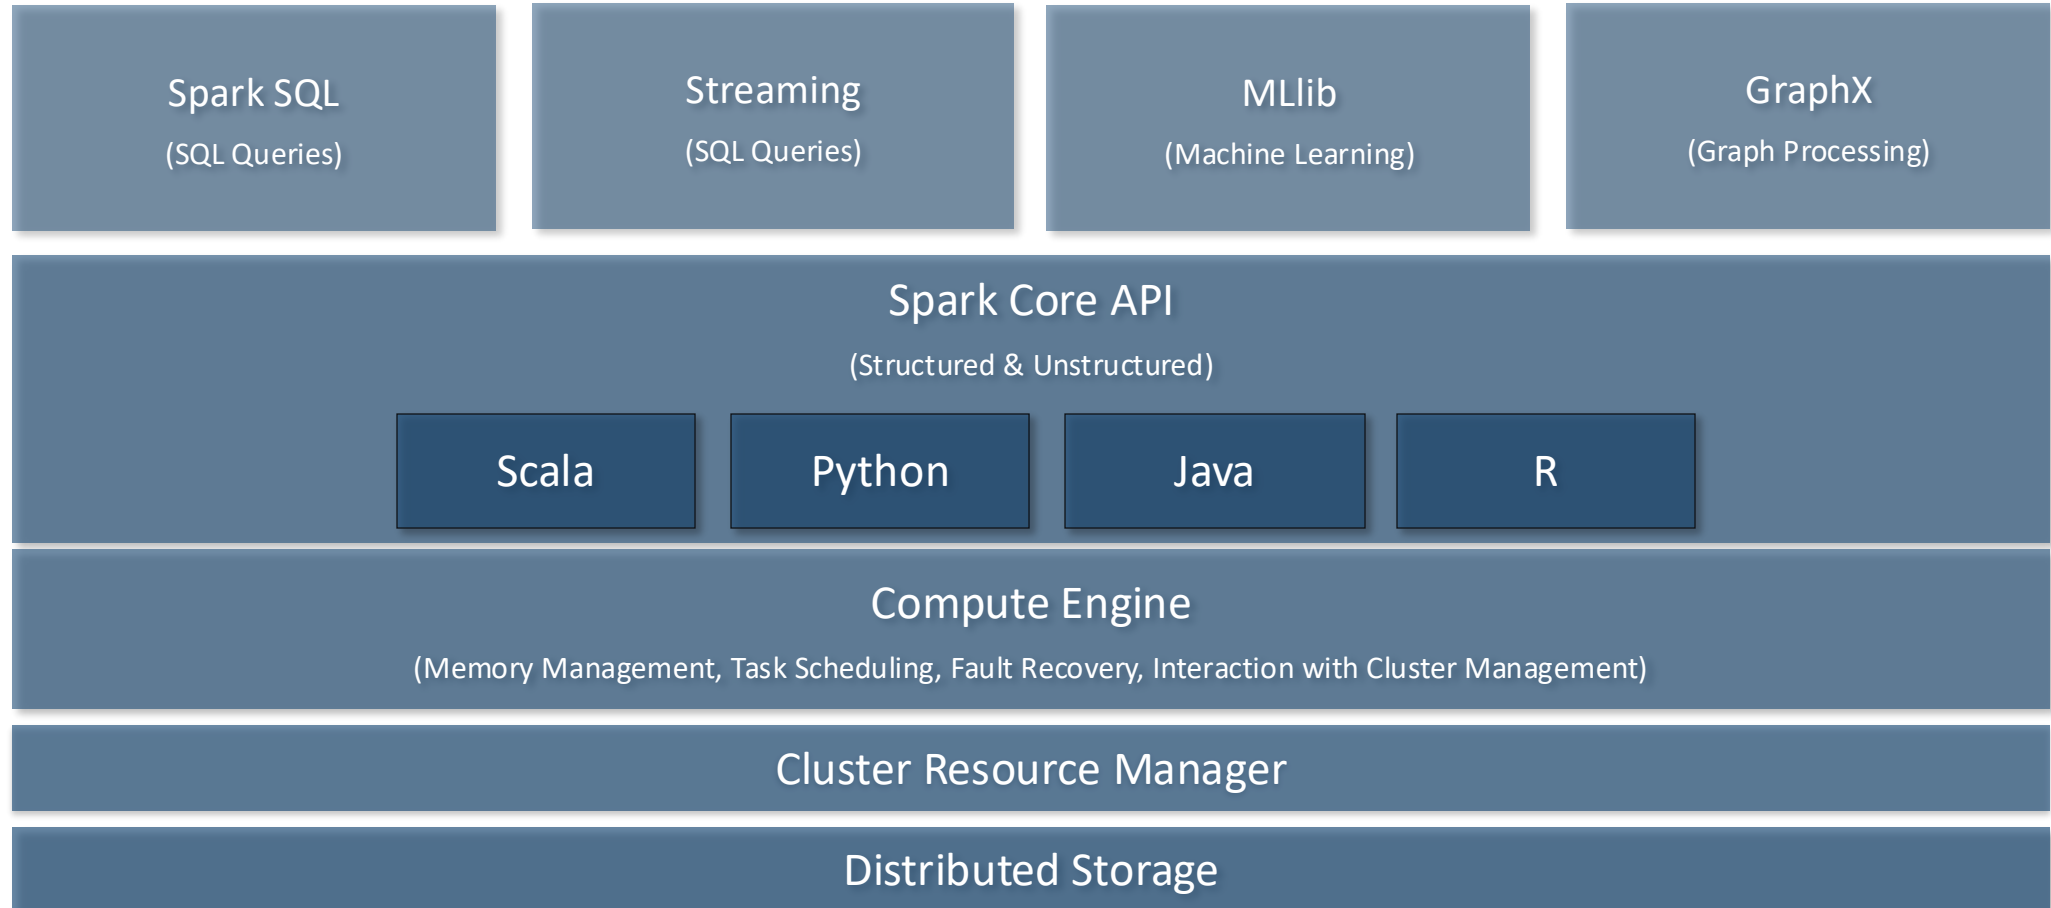 Spark SQL
(SQL Queries)
Streaming
(SQL Queries)
MLlib
(Machine Learning)
GraphX
(Graph Processing)
Spark Core API
(Structured & Unstructured)
Scala
Python
Java
R
Compute Engine
(Memory Management, Task Scheduling, Fault Recovery, Interaction with Cluster Management)
Cluster Resource Manager
Distributed Storage